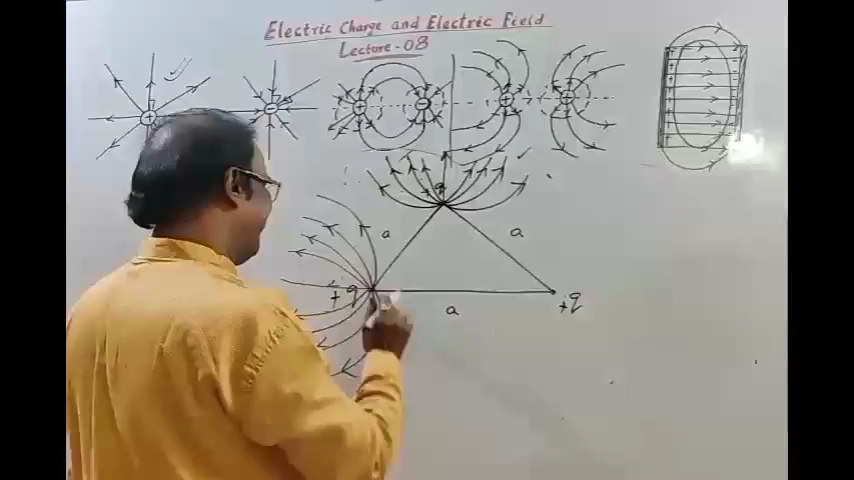 Electric Charge and Electric Field
Lecture - 08
+ − + − + +
a a
+q
a +q